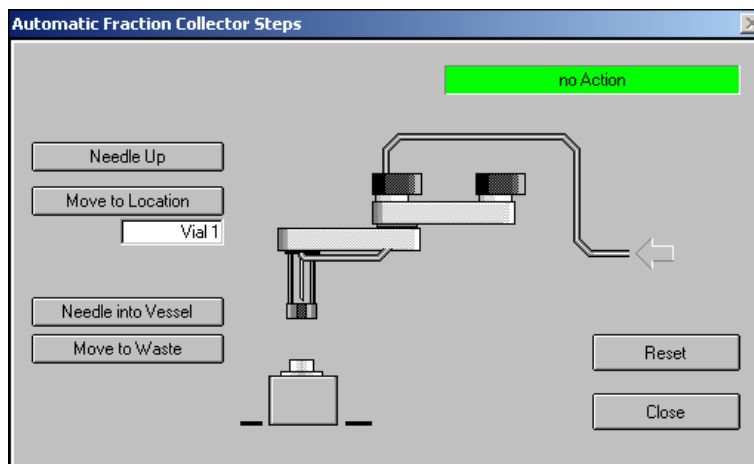 Automatic Fraction Collector Steps
no Action
Needle Up
Move to Location
Vial 1
Needle into Vessel
Move to Waste
Reset
Close